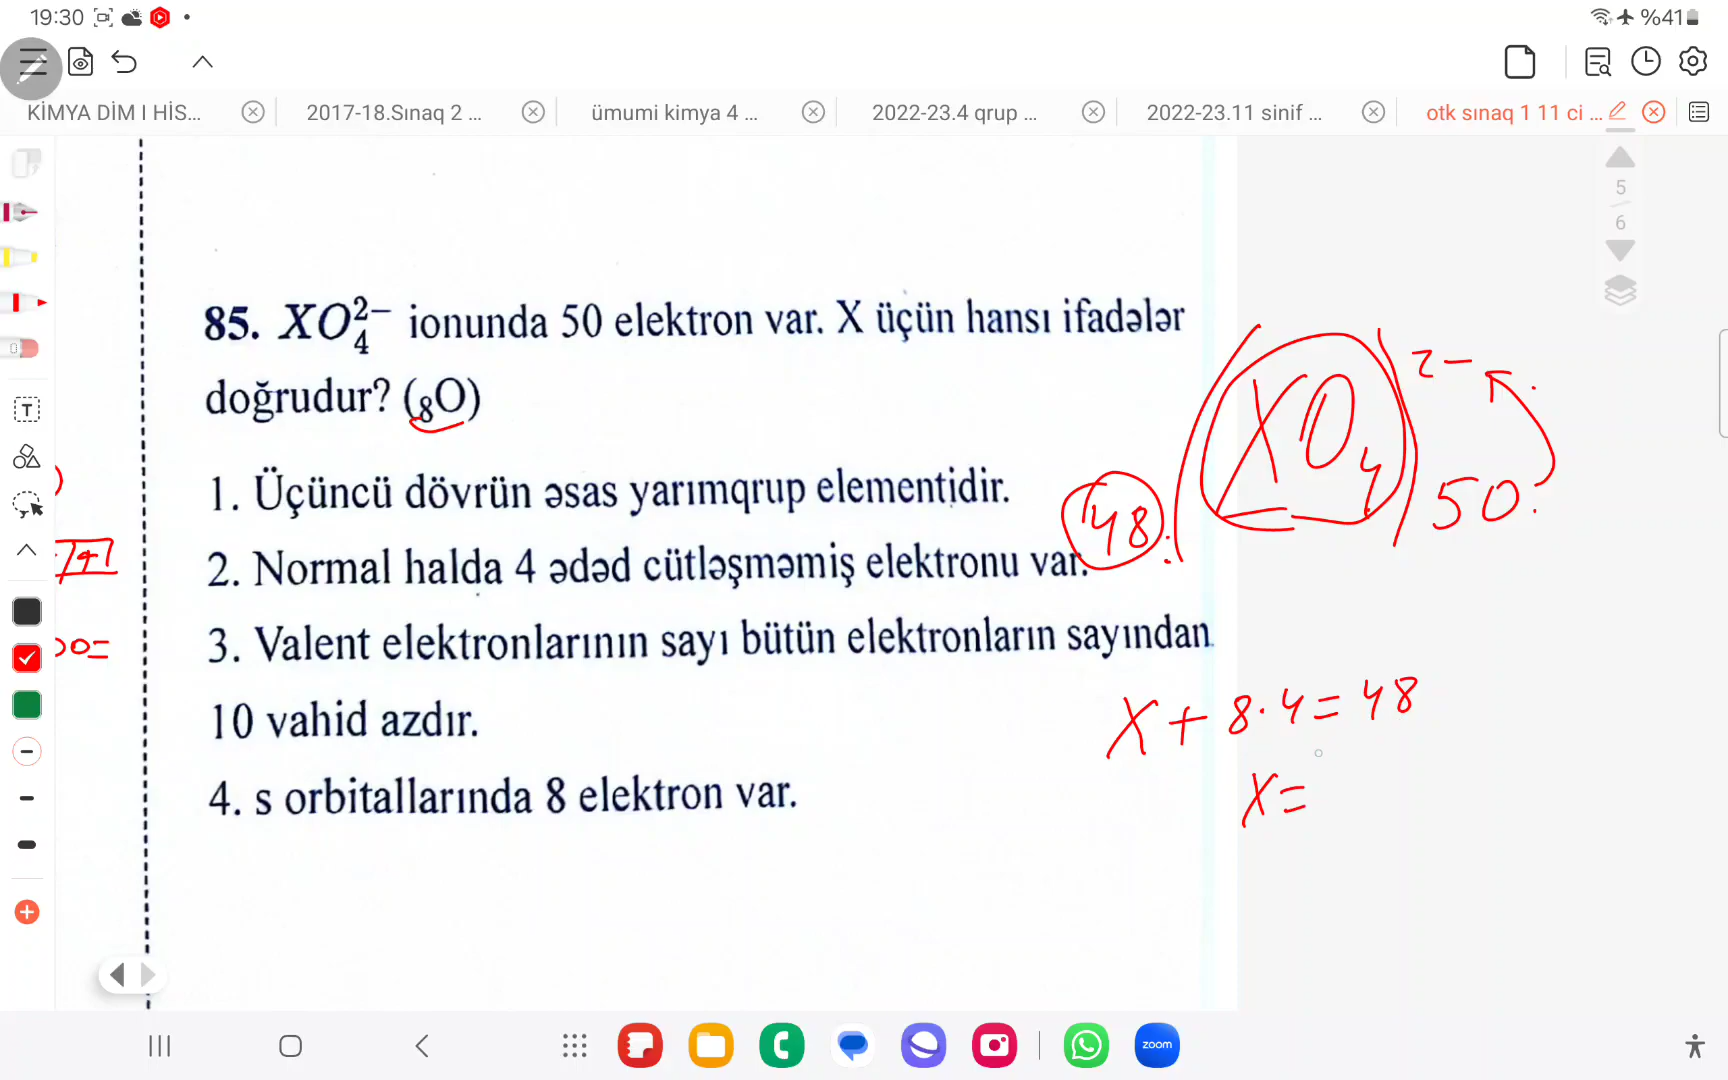 19:30
%41
KİMYA DİM I HİS...
2017-18.Sınaq 2 ...
ümumi kimya 4 ...
2022-23.4 qrup ...
2022-23.11 sinif ...
otk sınaq 1 11 ci ...
5
6
85. XO₄²⁻ ionunda 50 elektron var. X üçün hansı ifadələr
doğrudur? (₈O)
1. Üçüncü dövrün əsas yarımqrup elementidir.
2. Normal halda 4 ədəd cütləşməmiş elektronu var.
3. Valent elektronlarının sayı bütün elektronların sayından
10 vahid azdır.
4. s orbitallarında 8 elektron var.
XO₄ 2-
48
50
X + 8·4 = 48
X =
00=
T
zoom